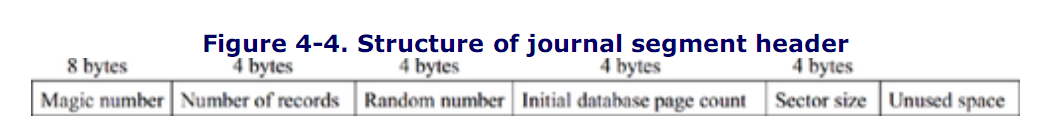 Figure 4-4. Structure of journal segment header
8 bytes 4 bytes 4 bytes 4 bytes 4 bytes
Magic number Number of records Random number Initial database page count Sector size Unused space